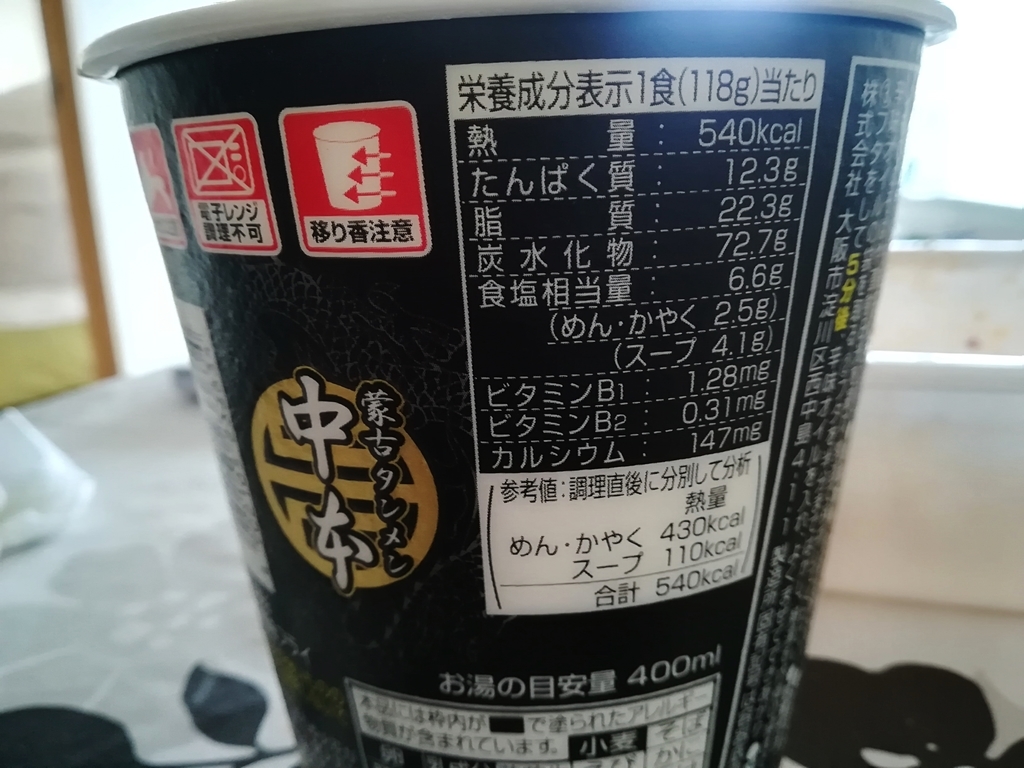 栄養成分表示1食(118g)当たり
熱量 : 540kcal
たんぱく質 : 12.3g
脂質 : 22.3g
炭水化物 : 72.7g
食塩相当量 : 6.6g
(めん・かやく 2.5g)
(スープ 4.1g)
ビタミンB1 : 1.28mg
ビタミンB2 : 0.31mg
カルシウム : 147mg
参考値:調理直後に分別して分析
熱量
めん・かやく 430kcal
スープ 110kcal
合計 540kcal
お湯の目安量 400ml
本品には枠内が■で塗られたアレルギー
物質が含まれています。 小麦 そば
卵 かに
電子レンジ
調理不可
移り香注意
蒙古タンメン
中本
5分後
株式会社 大阪市淀川区西中島4-1-1